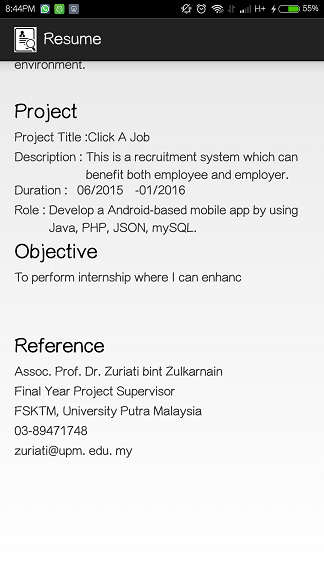 8:44PM H+ 55%
Resume
environment.
Project
Project Title :Click A Job
Description : This is a recruitment system which can
benefit both employee and employer.
Duration : 06/2015 -01/2016
Role : Develop a Android-based mobile app by using
Java, PHP, JSON, mySQL.
Objective
To perform internship where I can enhanc
Reference
Assoc. Prof. Dr. Zuriati bint Zulkarnain
Final Year Project Supervisor
FSKTM, University Putra Malaysia
03-89471748
zuriati@upm. edu. my